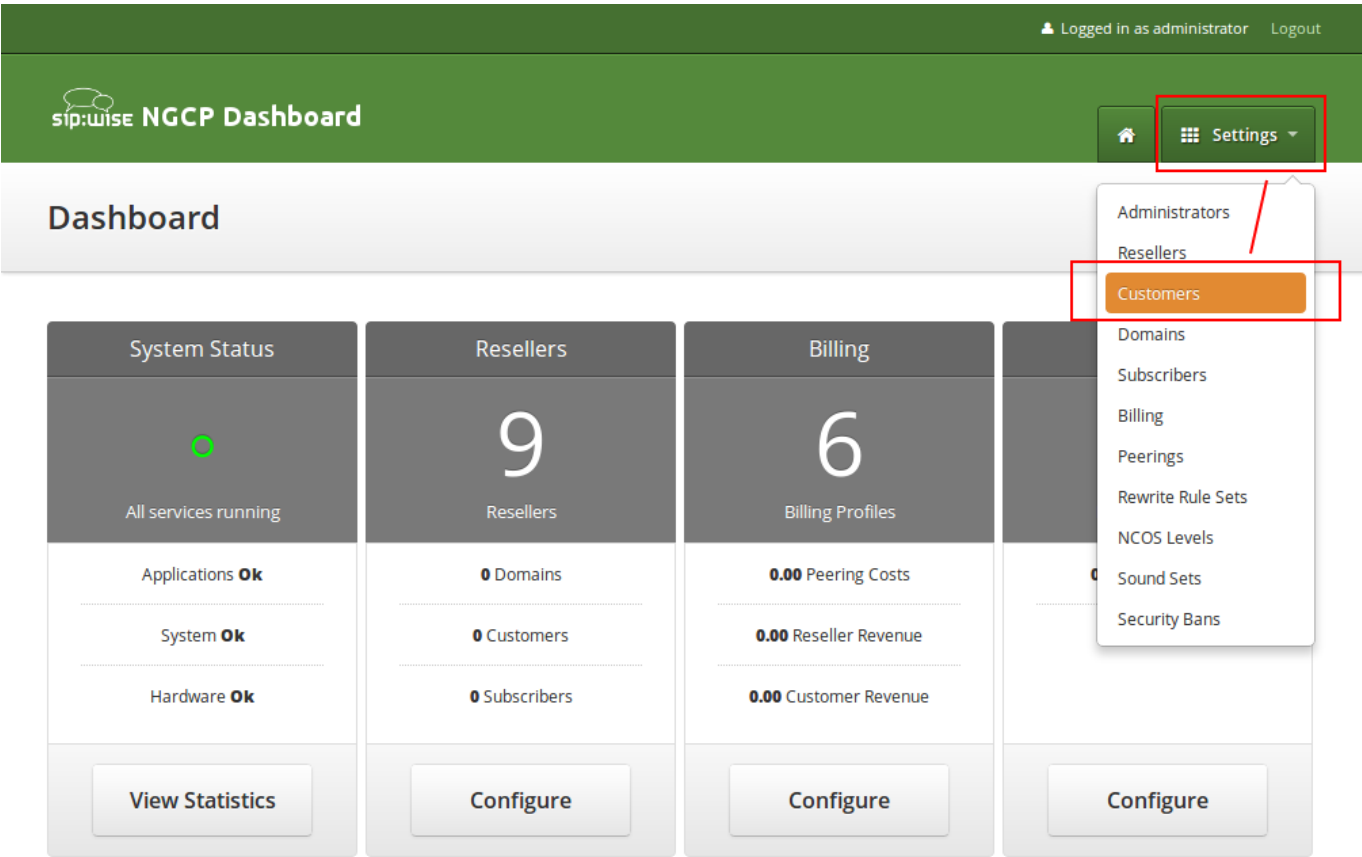 Logged in as administrator Logout
sip:wise NGCP Dashboard
Settings
Dashboard
Administrators
Resellers
Customers
Domains
Subscribers
Billing
Peerings
Rewrite Rule Sets
NCOS Levels
Sound Sets
Security Bans
System Status
All services running
Applications Ok
System Ok
Hardware Ok
View Statistics
Resellers
9
Resellers
0 Domains
0 Customers
0 Subscribers
Configure
Billing
6
Billing Profiles
0.00 Peering Costs
0.00 Reseller Revenue
0.00 Customer Revenue
Configure
Configure